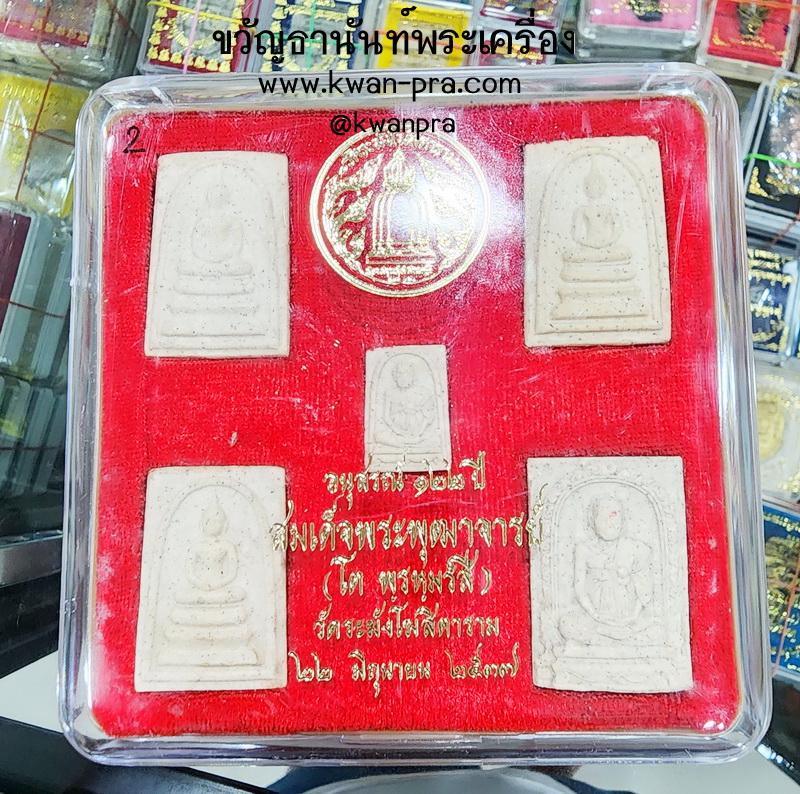 ขวัญธานันท์พระเครื่อง
www.kwan-pra.com
@kwanpra
2
อนุสรณ์ ๑๒๒ ปี
สมเด็จพระพุฒาจารย์
(โต พรหฺมรํสี)
วัดระฆังโฆสิตาราม
๒๒ มิถุนายน ๒๕๓๗